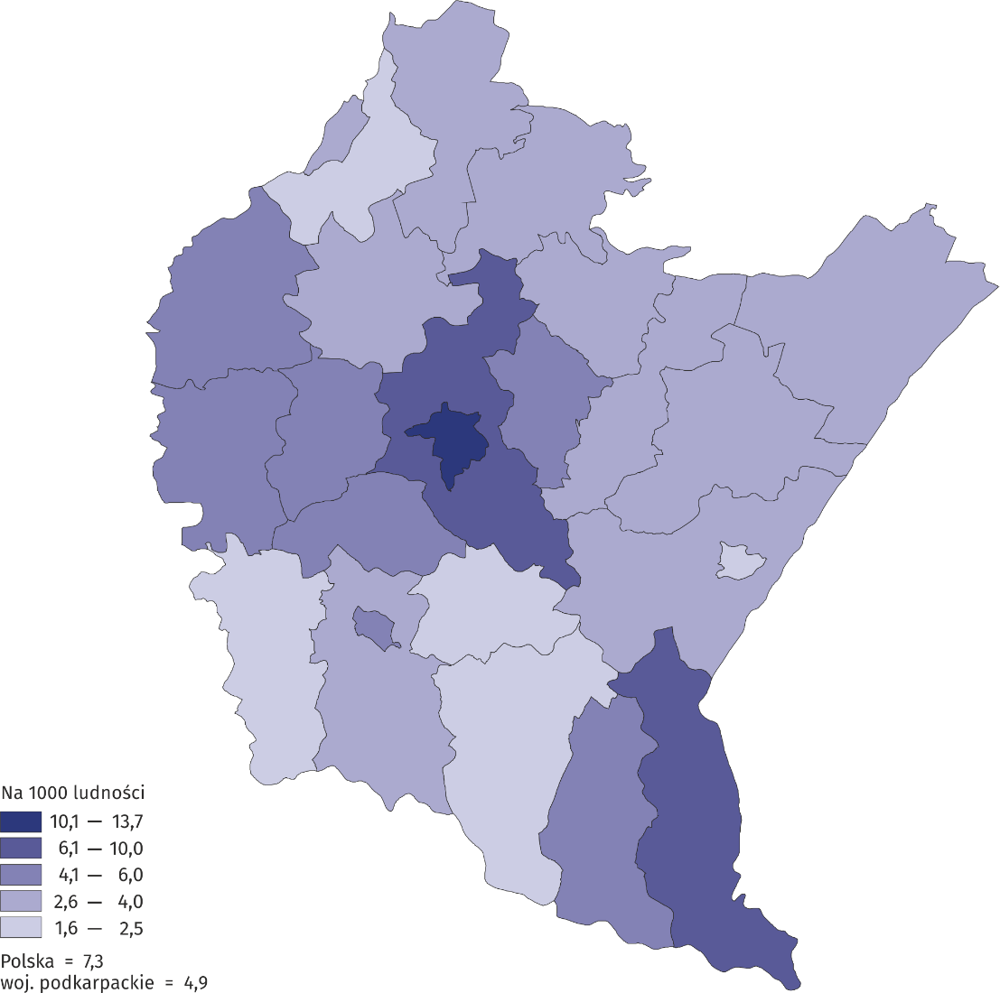 Na 1000 ludności
10,1 — 13,7
6,1 — 10,0
4,1 — 6,0
2,6 — 4,0
1,6 — 2,5
Polska = 7,3
woj. podkarpackie = 4,9